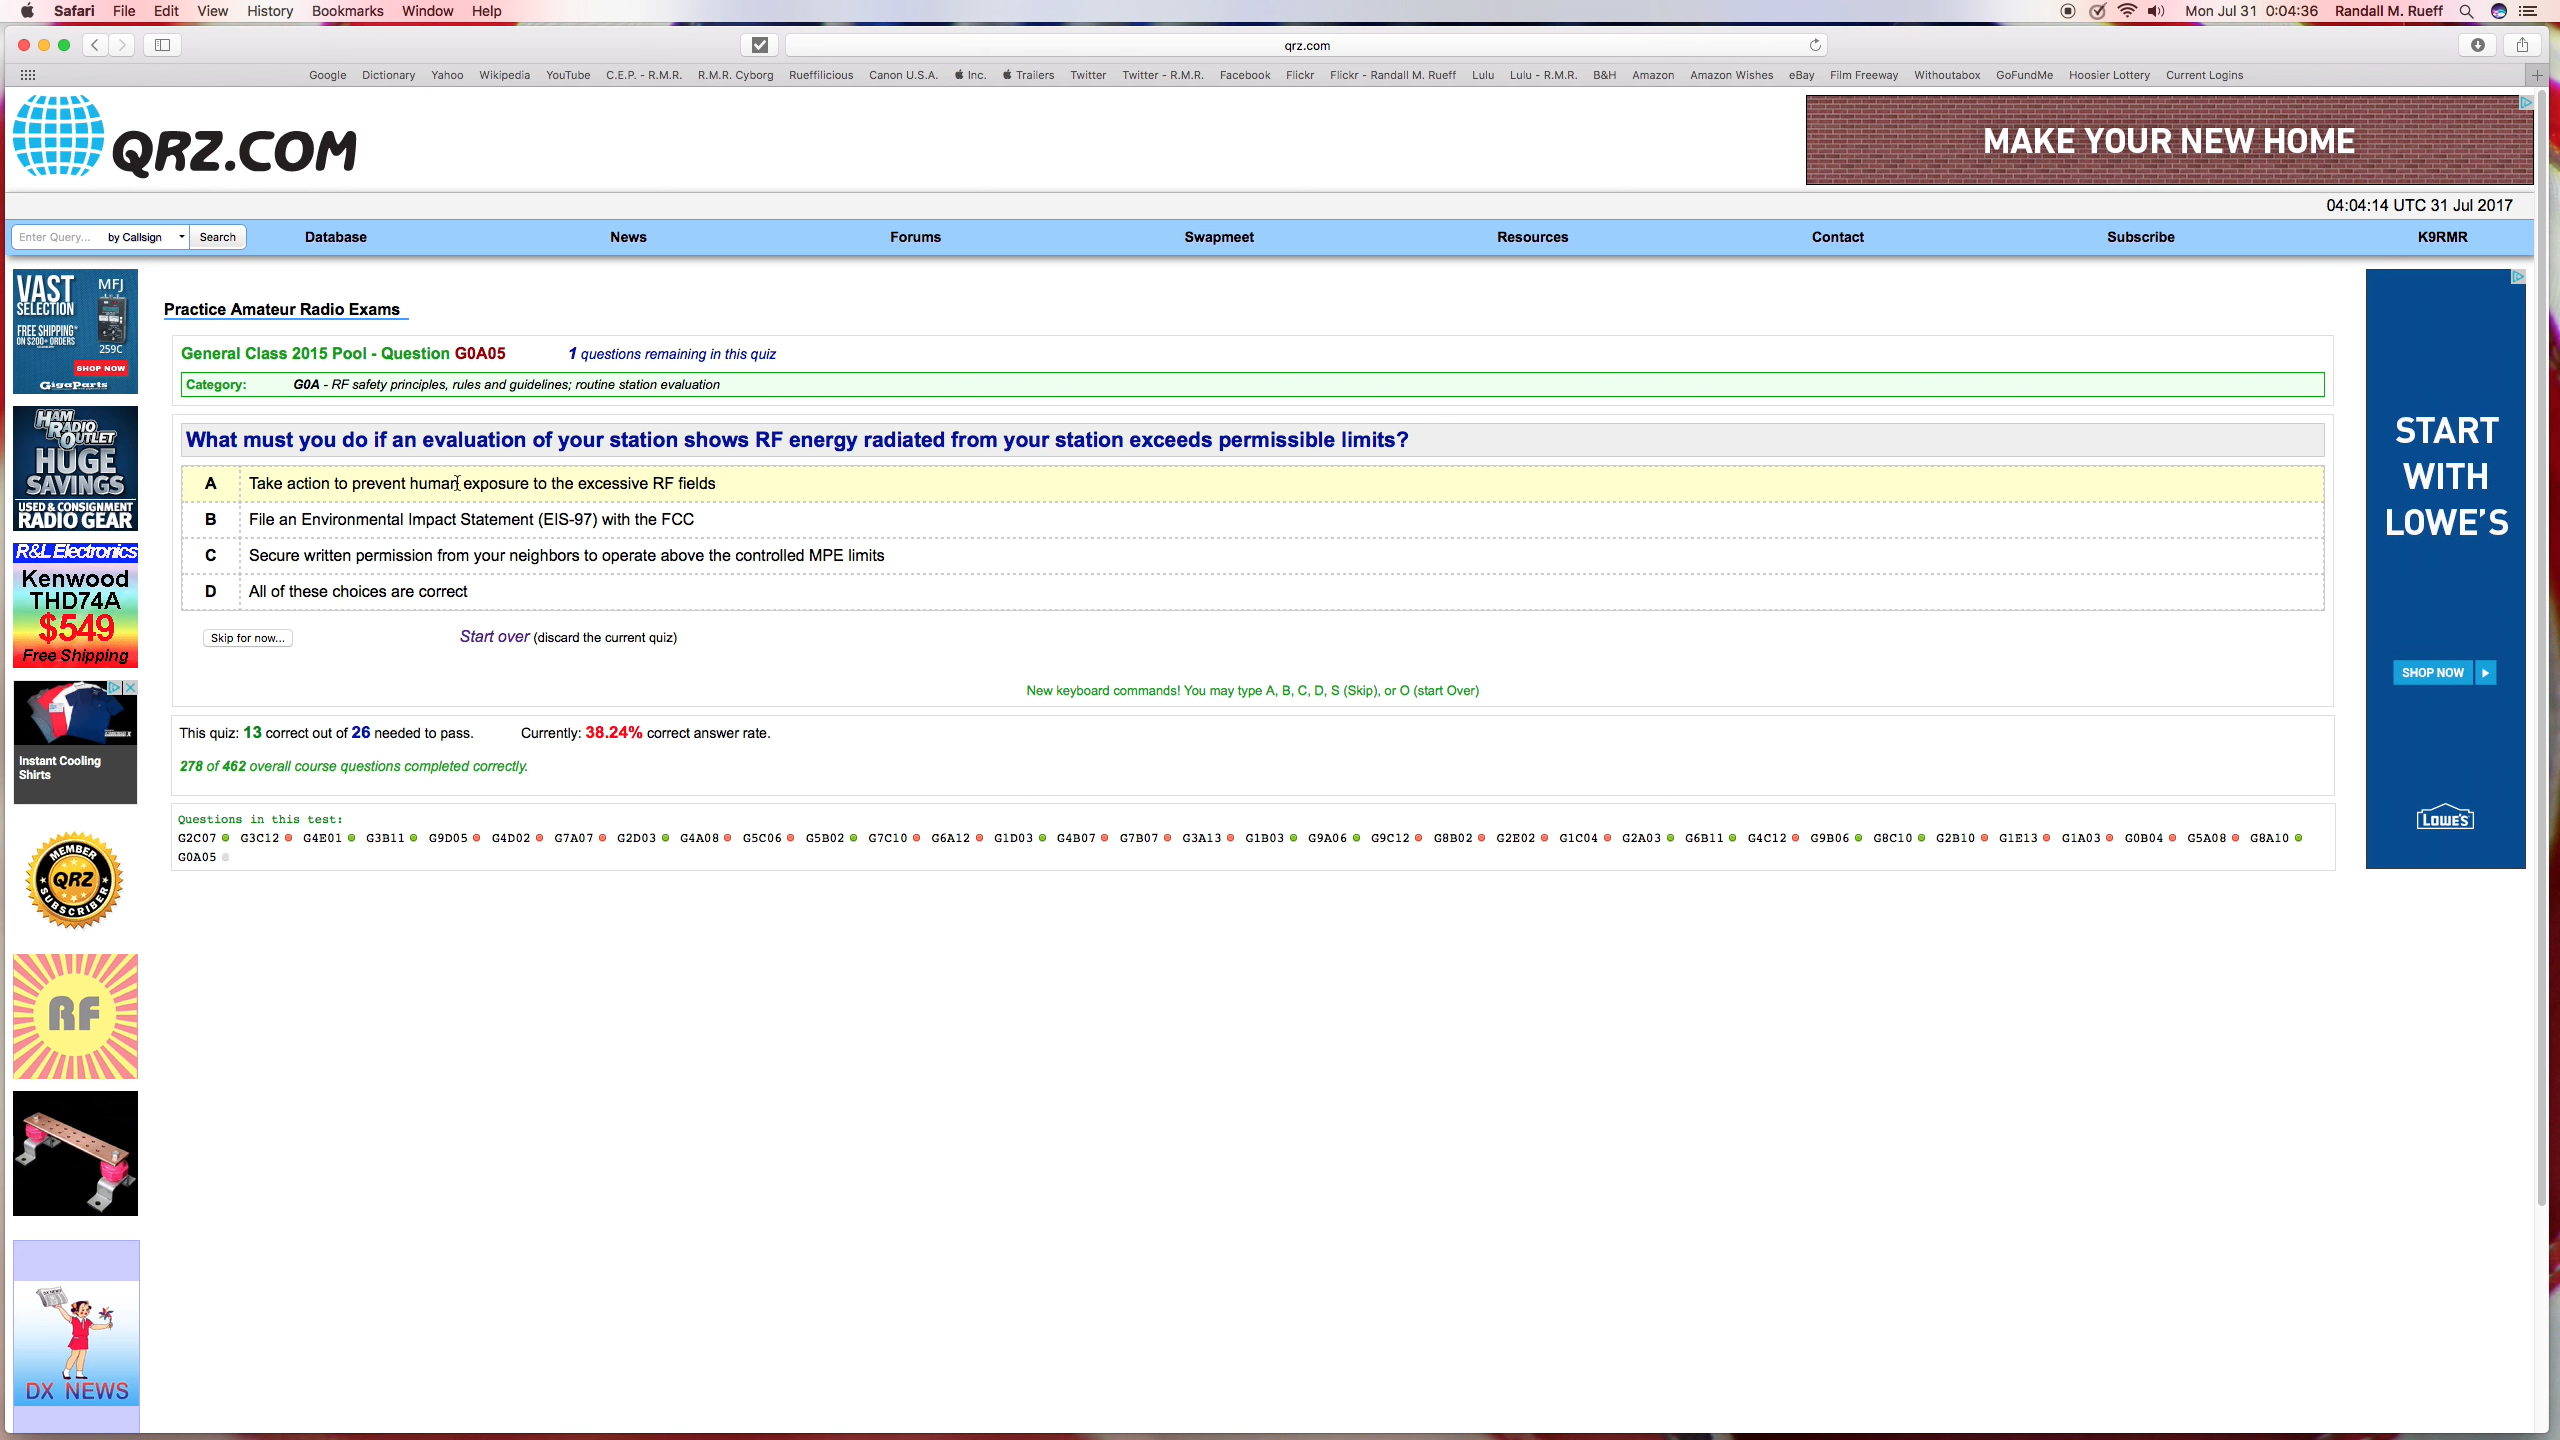 Safari File Edit View History Bookmarks Window Help
Mon Jul 31 0:04:36 Randall M. Rueff
qrz.com
Google Dictionary Yahoo Wikipedia YouTube C.E.P. - R.M.R. R.M.R. Cyborg Rueffilicious Canon U.S.A. Inc. Trailers Twitter Twitter - R.M.R. Facebook Flickr Flickr - Randall M. Rueff Lulu Lulu - R.M.R. B&H Amazon Amazon Wishes eBay Film Freeway Withoutabox GoFundMe Hoosier Lottery Current Logins
QRZ.COM
MAKE YOUR NEW HOME
04:04:14 UTC 31 Jul 2017
Enter Query... by Callsign Search Database News Forums Swapmeet Resources Contact Subscribe K9RMR
VAST
SELECTION
FREE SHIPPING*
ON $200+ ORDERS
MFJ
259C
SHOP NOW
GigaParts
HAM
RADIO
OUTLET
HUGE
SAVINGS
USED & CONSIGNMENT
RADIO GEAR
R&L Electronics
Kenwood
THD74A
$549
Free Shipping
Instant Cooling
Shirts
MEMBER
QRZ
SUBSCRIBER
RF
DX NEWS
Practice Amateur Radio Exams
General Class 2015 Pool - Question G0A05 1 questions remaining in this quiz
Category: G0A - RF safety principles, rules and guidelines; routine station evaluation
What must you do if an evaluation of your station shows RF energy radiated from your station exceeds permissible limits?
A Take action to prevent human exposure to the excessive RF fields
B File an Environmental Impact Statement (EIS-97) with the FCC
C Secure written permission from your neighbors to operate above the controlled MPE limits
D All of these choices are correct
Skip for now... Start over (discard the current quiz)
New keyboard commands! You may type A, B, C, D, S (Skip), or O (start Over)
This quiz: 13 correct out of 26 needed to pass. Currently: 38.24% correct answer rate.
278 of 462 overall course questions completed correctly.
Questions in this test:
G2C07 G3C12 G4E01 G3B11 G9D05 G4D02 G7A07 G2D03 G4A08 G5C06 G5B02 G7C10 G6A12 G1D03 G4B07 G7B07 G3A13 G1B03 G9A06 G9C12 G8B02 G2E02 G1C04 G2A03 G6B11 G4C12 G9B06 G8C10 G2B10 G1E13 G1A03 G0B04 G5A08 G8A10
G0A05
START
WITH
LOWE'S
SHOP NOW
LOWE'S